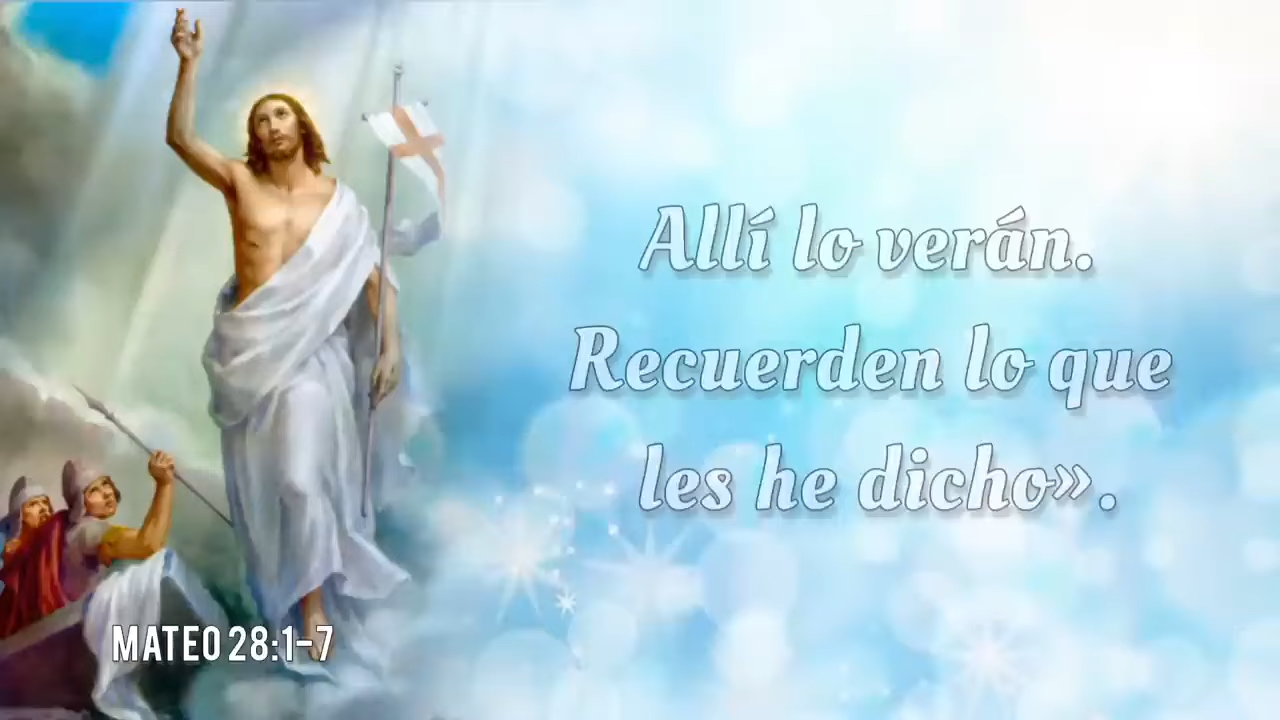 Allí lo verán.
Recuerden lo que
les he dicho».
MATEO 28:1-7